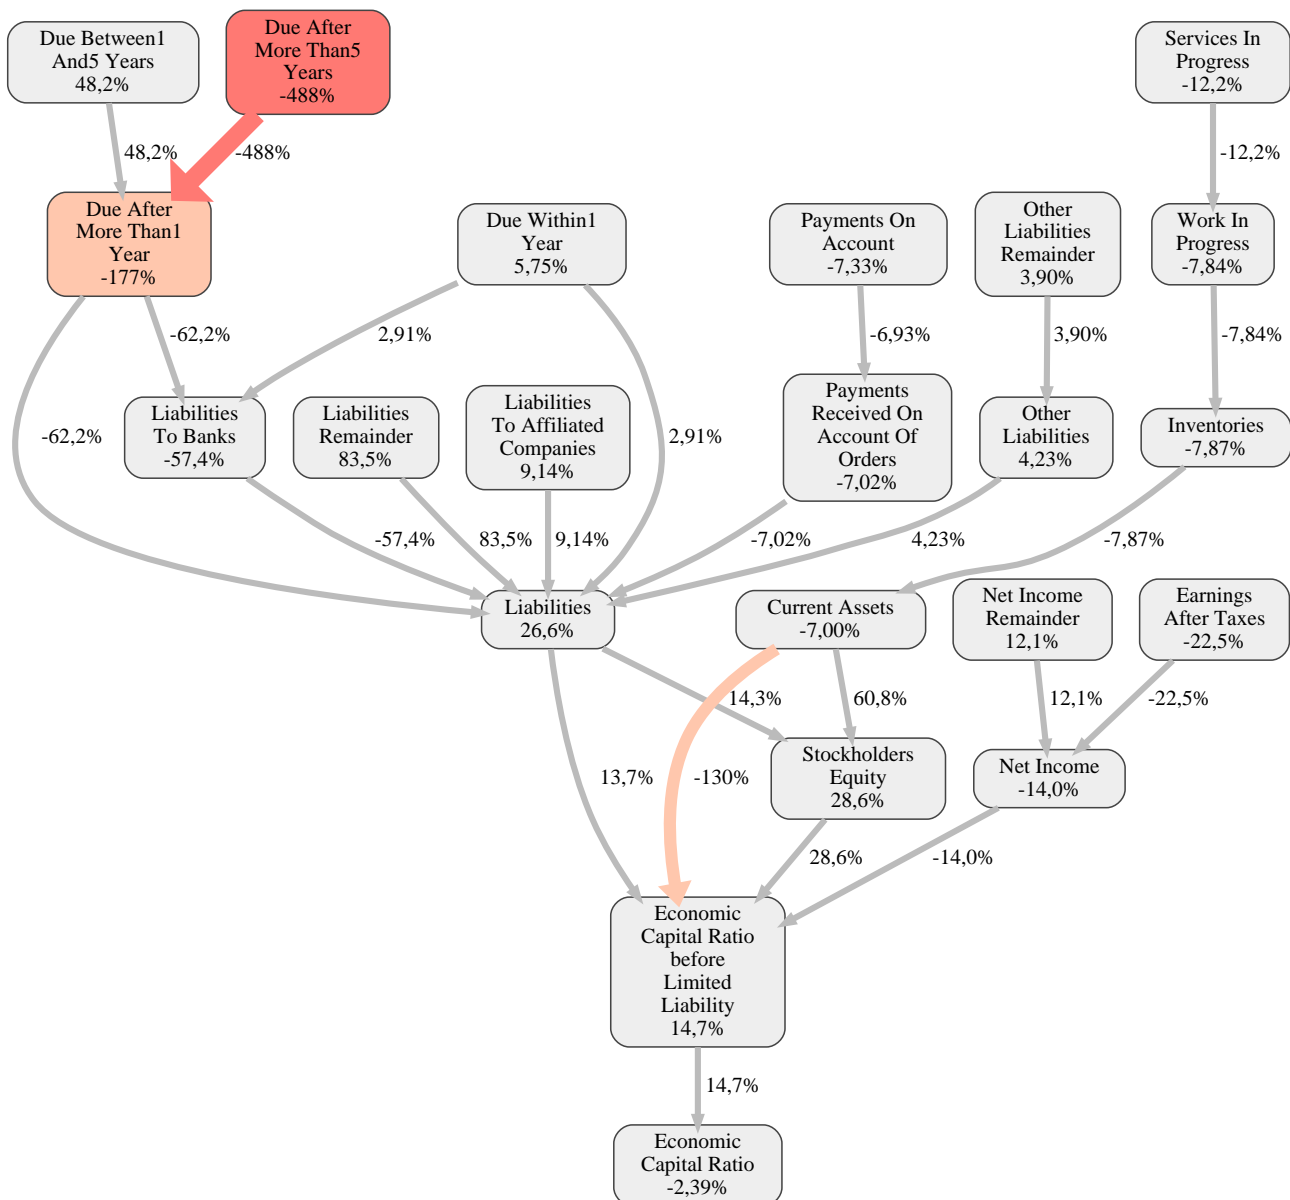 Due Between1
And5 Years
48,2%
Due After
More Than5
Years
-488%
Services In
Progress
-12,2%
48,2%
-488%
-12,2%
Due After
More Than1
Year
-177%
Due Within1
Year
5,75%
Payments On
Account
-7,33%
Other
Liabilities
Remainder
3,90%
Work In
Progress
-7,84%
-62,2%
2,91%
-6,93%
3,90%
-7,84%
-62,2%
Liabilities
To Banks
-57,4%
Liabilities
Remainder
83,5%
Liabilities
To Affiliated
Companies
9,14%
2,91%
Payments
Received On
Account Of
Orders
-7,02%
Other
Liabilities
4,23%
Inventories
-7,87%
-57,4%
83,5%
9,14%
-7,02%
4,23%
-7,87%
Liabilities
26,6%
Current Assets
-7,00%
Net Income
Remainder
12,1%
Earnings
After Taxes
-22,5%
14,3%
60,8%
12,1%
-22,5%
13,7%
-130%
Stockholders
Equity
28,6%
Net Income
-14,0%
28,6%
-14,0%
Economic
Capital Ratio
before
Limited
Liability
14,7%
14,7%
Economic
Capital Ratio
-2,39%